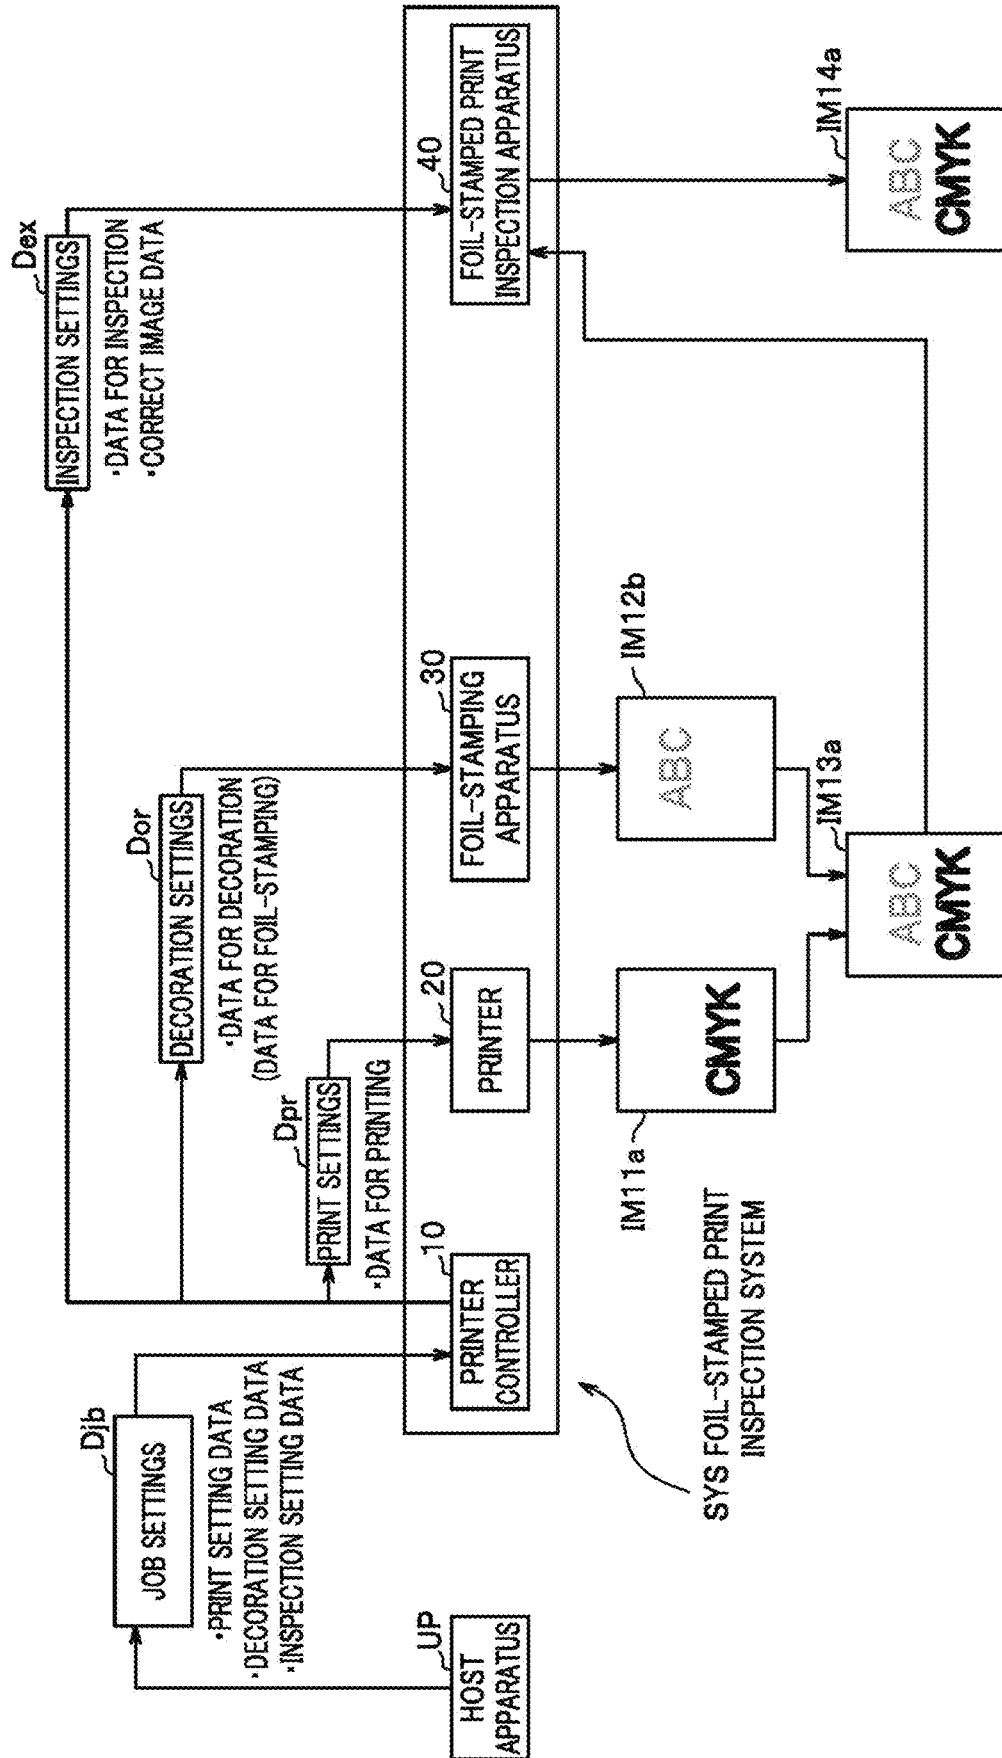 UP
HOST
APPARATUS
Djb
JOB SETTINGS
·PRINT SETTING DATA
·DECORATION SETTING DATA
·INSPECTION SETTING DATA
10
PRINTER
CONTROLLER
Dpr
PRINT SETTINGS
·DATA FOR PRINTING
20
PRINTER
Dor
DECORATION SETTINGS
·DATA FOR DECORATION
(DATA FOR FOIL-STAMPING)
30
FOIL-STAMPING
APPARATUS
Dex
INSPECTION SETTINGS
·DATA FOR INSPECTION
·CORRECT IMAGE DATA
40
FOIL-STAMPED PRINT
INSPECTION APPARATUS
SYS FOIL-STAMPED PRINT
INSPECTION SYSTEM
IM11a
CMYK
IM12b
ABC
IM13a
ABC
CMYK
IM14a
ABC
CMYK